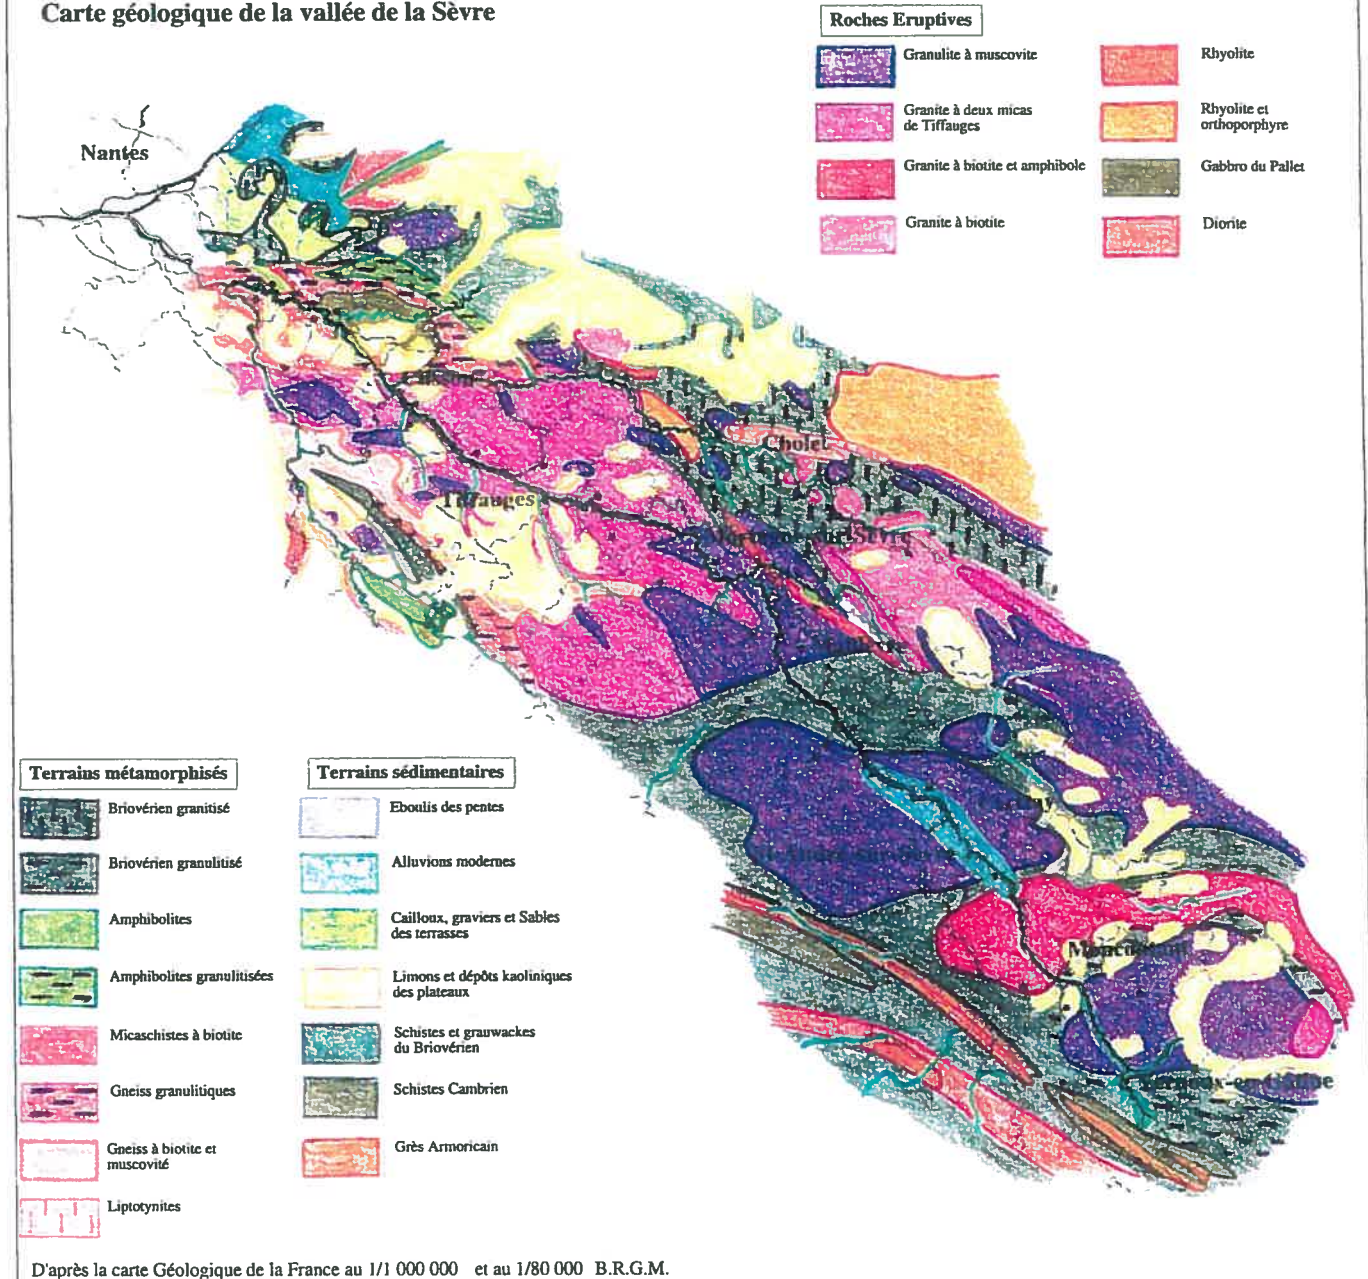 Carte géologique de la vallée de la Sèvre
Roches Eruptives
Granulite à muscovite
Granite à deux micas
de Tiffauges
Granite à biotite et amphibole
Granite à biotite
Rhyolite
Rhyolite et
orthoporphyre
Gabbro du Pallet
Diorite
Nantes
Cholet
Tiffauges
Terrains métamorphisés
Briovérien granitisé
Briovérien granulitisé
Amphibolites
Amphibolites granulitisées
Micaschistes à biotite
Gneiss granulitiques
Gneiss à biotite et
muscovité
Liptotynites
Terrains sédimentaires
Eboulis des pentes
Alluvions modernes
Cailloux, graviers et Sables
des terrasses
Limons et dépôts kaoliniques
des plateaux
Schistes et grauwackes
du Briovérien
Schistes Cambrien
Grès Armoricain
D'après la carte Géologique de la France au 1/1 000 000 et au 1/80 000 B.R.G.M.